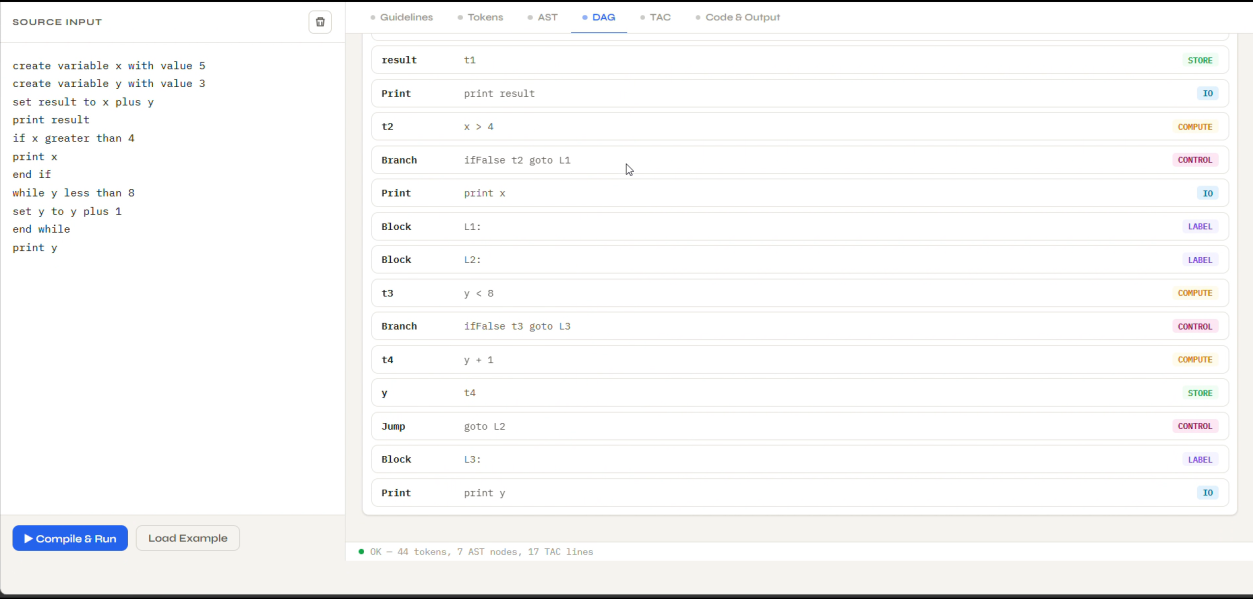 SOURCE INPUT
Guidelines Tokens AST DAG TAC Code & Output
create variable x with value 5
create variable y with value 3
set result to x plus y
print result
if x greater than 4
print x
end if
while y less than 8
set y to y plus 1
end while
print y
Compile & Run Load Example
result t1 STORE
Print print result IO
t2 x > 4 COMPUTE
Branch ifFalse t2 goto L1 CONTROL
Print print x IO
Block L1: LABEL
Block L2: LABEL
t3 y < 8 COMPUTE
Branch ifFalse t3 goto L3 CONTROL
t4 y + 1 COMPUTE
y t4 STORE
Jump goto L2 CONTROL
Block L3: LABEL
Print print y IO
OK — 44 tokens, 7 AST nodes, 17 TAC lines